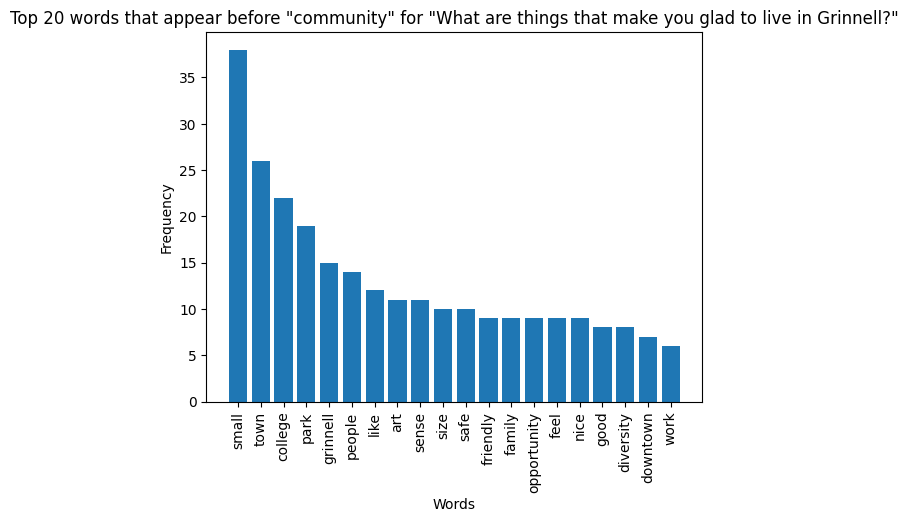 Top 20 words that appear before "community" for "What are things that make you glad to live in Grinnell?"
Frequency
35
30
25
20
15
10
5
0
small
town
college
park
grinnell
people
like
art
sense
size
safe
friendly
family
opportunity
feel
nice
good
diversity
downtown
work
Words